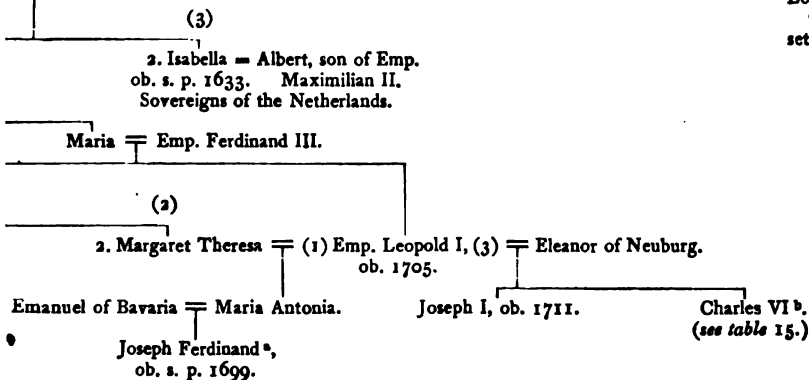 (3)
set
2. Isabella = Albert, son of Emp.
ob. s. p. 1633. Maximilian II.
Sovereigns of the Netherlands.
Maria = Emp. Ferdinand III.
(2)
2. Margaret Theresa = (1) Emp. Leopold I, (3) = Eleanor of Neuburg.
ob. 1705.
Emanuel of Bavaria = Maria Antonia.
Joseph I, ob. 1711.
Charles VI b.
(see table 15.)
Joseph Ferdinand a,
ob. s. p. 1699.